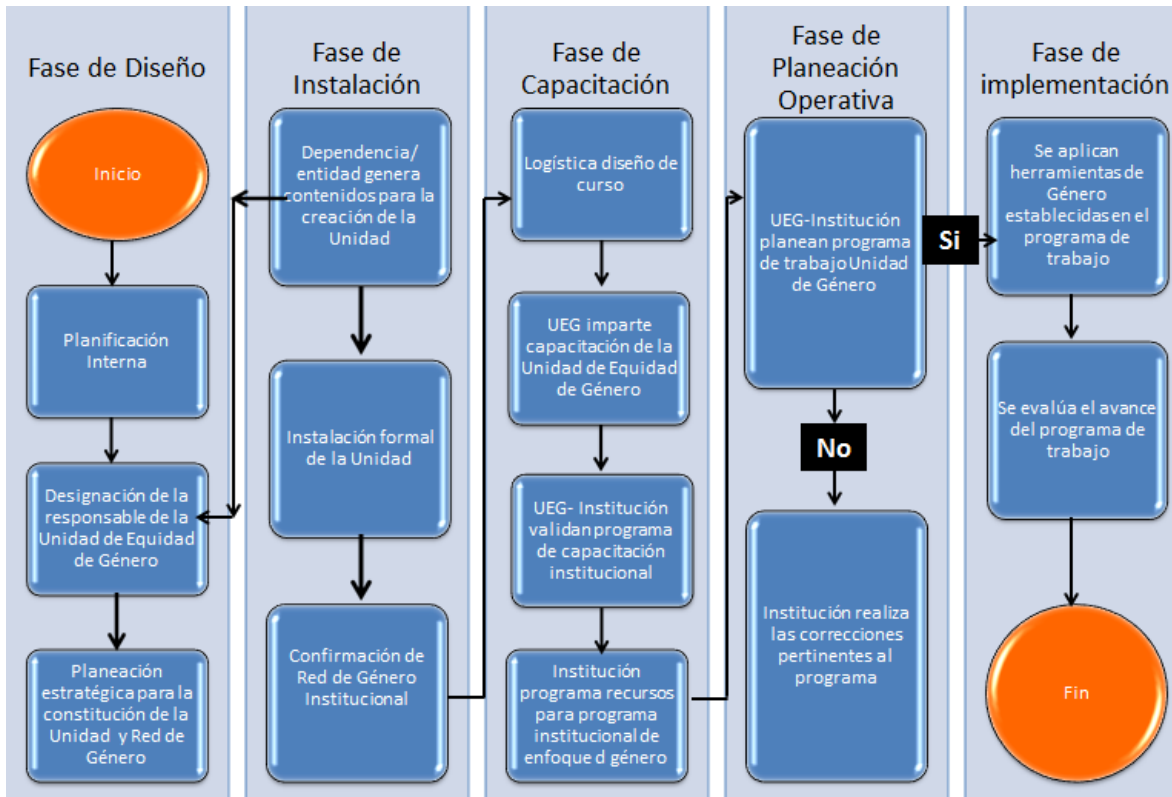 Fase de Diseño
Inicio
Planificación
Interna
Designación de la
responsable de la
Unidad de Equidad
de Género
Planeación
estratégica para la
constitución de la
Unidad y Red de
Género
Fase de
Instalación
Dependencia/
entidad genera
contenidos para la
creación de la
Unidad
Instalación formal
de la Unidad
Confirmación de
Red de Género
Institucional
Fase de
Capacitación
Logística diseño de
curso
UEG imparte
capacitación de la
Unidad de Equidad
de Género
UEG- Institución
validan programa
de capacitación
institucional
Institución
programa recursos
para programa
institucional de
enfoque d género
Fase de
Planeación
Operativa
UEG-Institución
planean programa
de trabajo Unidad
de Género
Si
No
Institución realiza
las correcciones
pertinentes al
programa
Fase de
implementación
Se aplican
herramientas de
Género
establecidas en el
programa de
trabajo
Se evalúa el avance
del programa de
trabajo
Fin